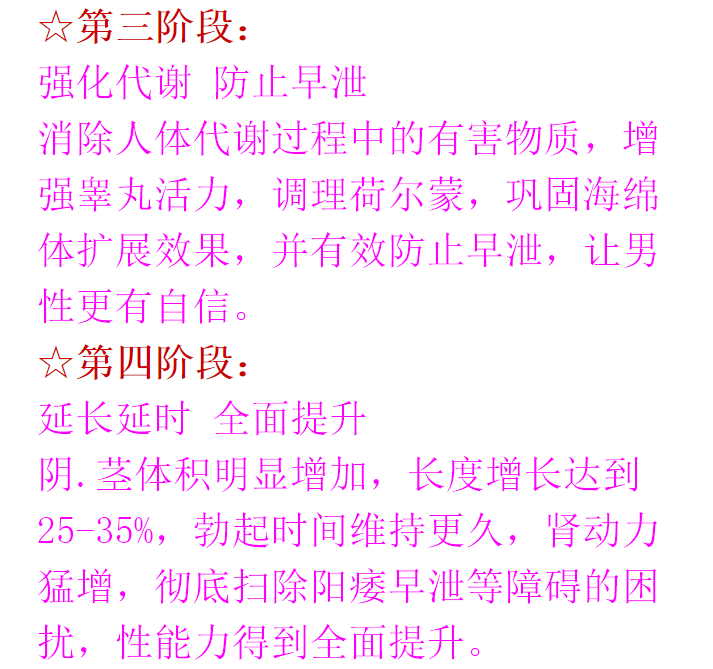 ☆第三阶段：
强化代谢 防止早泄
消除人体代谢过程中的有害物质，增
强睾丸活力，调理荷尔蒙，巩固海绵
体扩展效果，并有效防止早泄，让男
性更有自信。
☆第四阶段：
延长延时 全面提升
阴.茎体积明显增加，长度增长达到
25-35%，勃起时间维持更久，肾动力
猛增，彻底扫除阳痿早泄等障碍的困
扰，性能力得到全面提升。